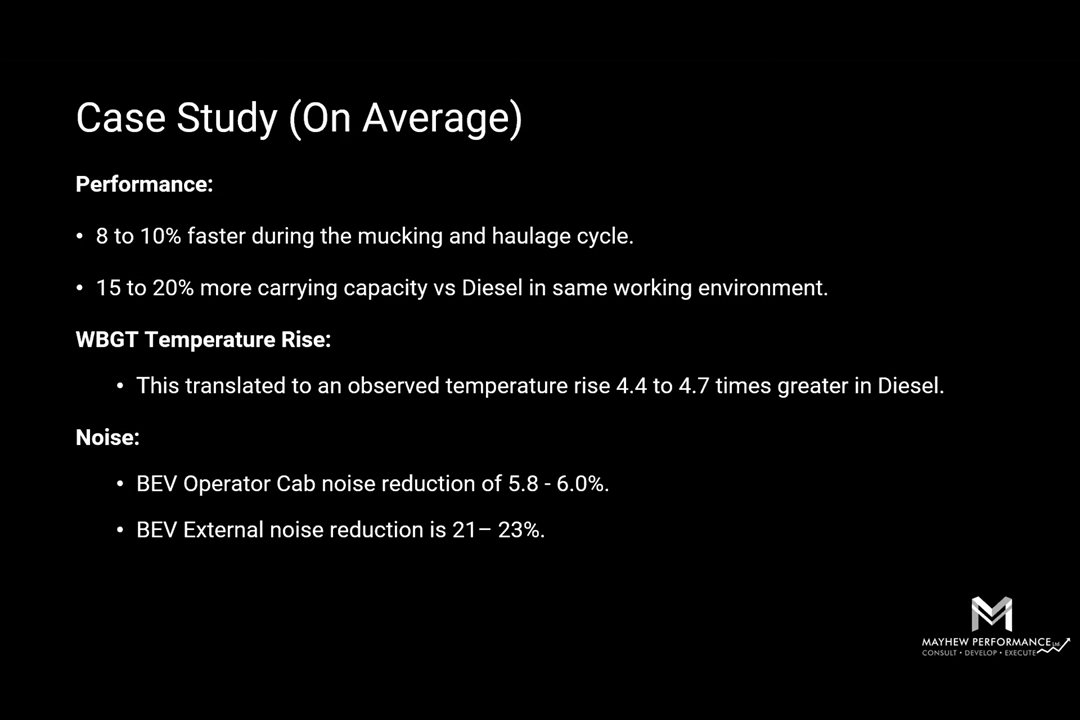 Case Study (On Average)
Performance:
• 8 to 10% faster during the mucking and haulage cycle.
• 15 to 20% more carrying capacity vs Diesel in same working environment.
WBGT Temperature Rise:
• This translated to an observed temperature rise 4.4 to 4.7 times greater in Diesel.
Noise:
• BEV Operator Cab noise reduction of 5.8 - 6.0%.
• BEV External noise reduction is 21– 23%.
MAYHEW PERFORMANCE Ltd
CONSULT • DEVELOP • EXECUTE